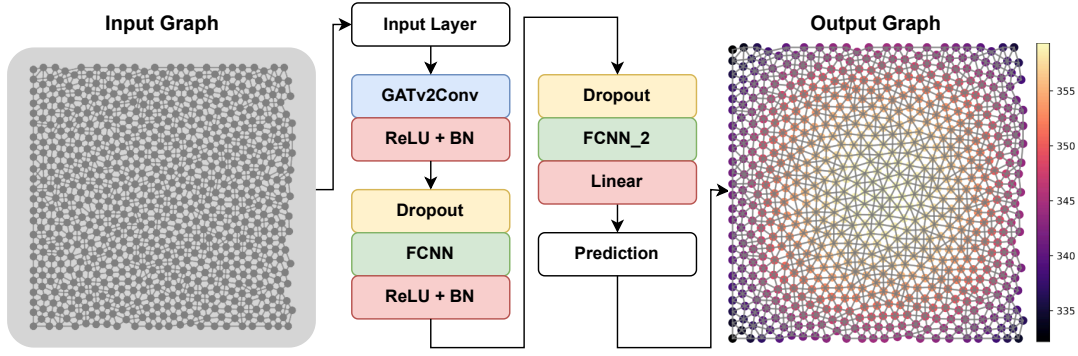 Input Graph
Input Layer
GATv2Conv
ReLU + BN
Dropout
FCNN
ReLU + BN
Dropout
FCNN_2
Linear
Prediction
Output Graph
355
350
345
340
335